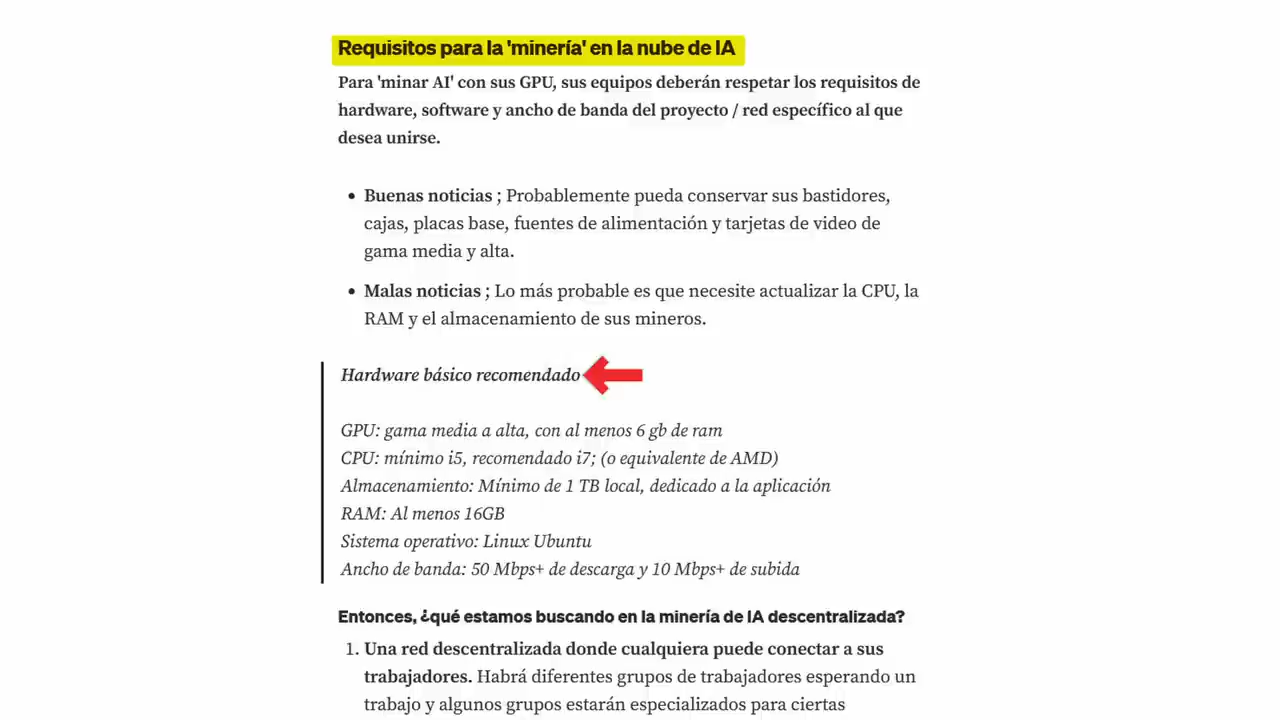 Requisitos para la 'minería' en la nube de IA
Para 'minar AI' con sus GPU, sus equipos deberán respetar los requisitos de
hardware, software y ancho de banda del proyecto / red específico al que
desea unirse.
• Buenas noticias ; Probablemente pueda conservar sus bastidores,
cajas, placas base, fuentes de alimentación y tarjetas de video de
gama media y alta.
• Malas noticias ; Lo más probable es que necesite actualizar la CPU, la
RAM y el almacenamiento de sus mineros.
Hardware básico recomendado
GPU: gama media a alta, con al menos 6 gb de ram
CPU: mínimo i5, recomendado i7; (o equivalente de AMD)
Almacenamiento: Mínimo de 1 TB local, dedicado a la aplicación
RAM: Al menos 16GB
Sistema operativo: Linux Ubuntu
Ancho de banda: 50 Mbps+ de descarga y 10 Mbps+ de subida
Entonces, ¿qué estamos buscando en la minería de IA descentralizada?
1. Una red descentralizada donde cualquiera puede conectar a sus
trabajadores. Habrá diferentes grupos de trabajadores esperando un
trabajo y algunos grupos estarán especializados para ciertas